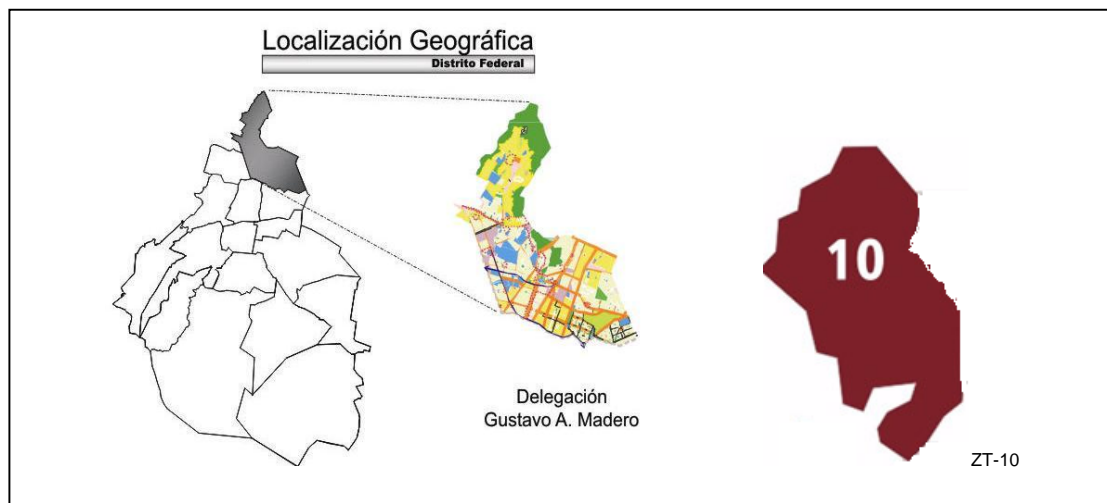 Localización Geográfica
Distrito Federal
10
Delegación
Gustavo A. Madero
ZT-10